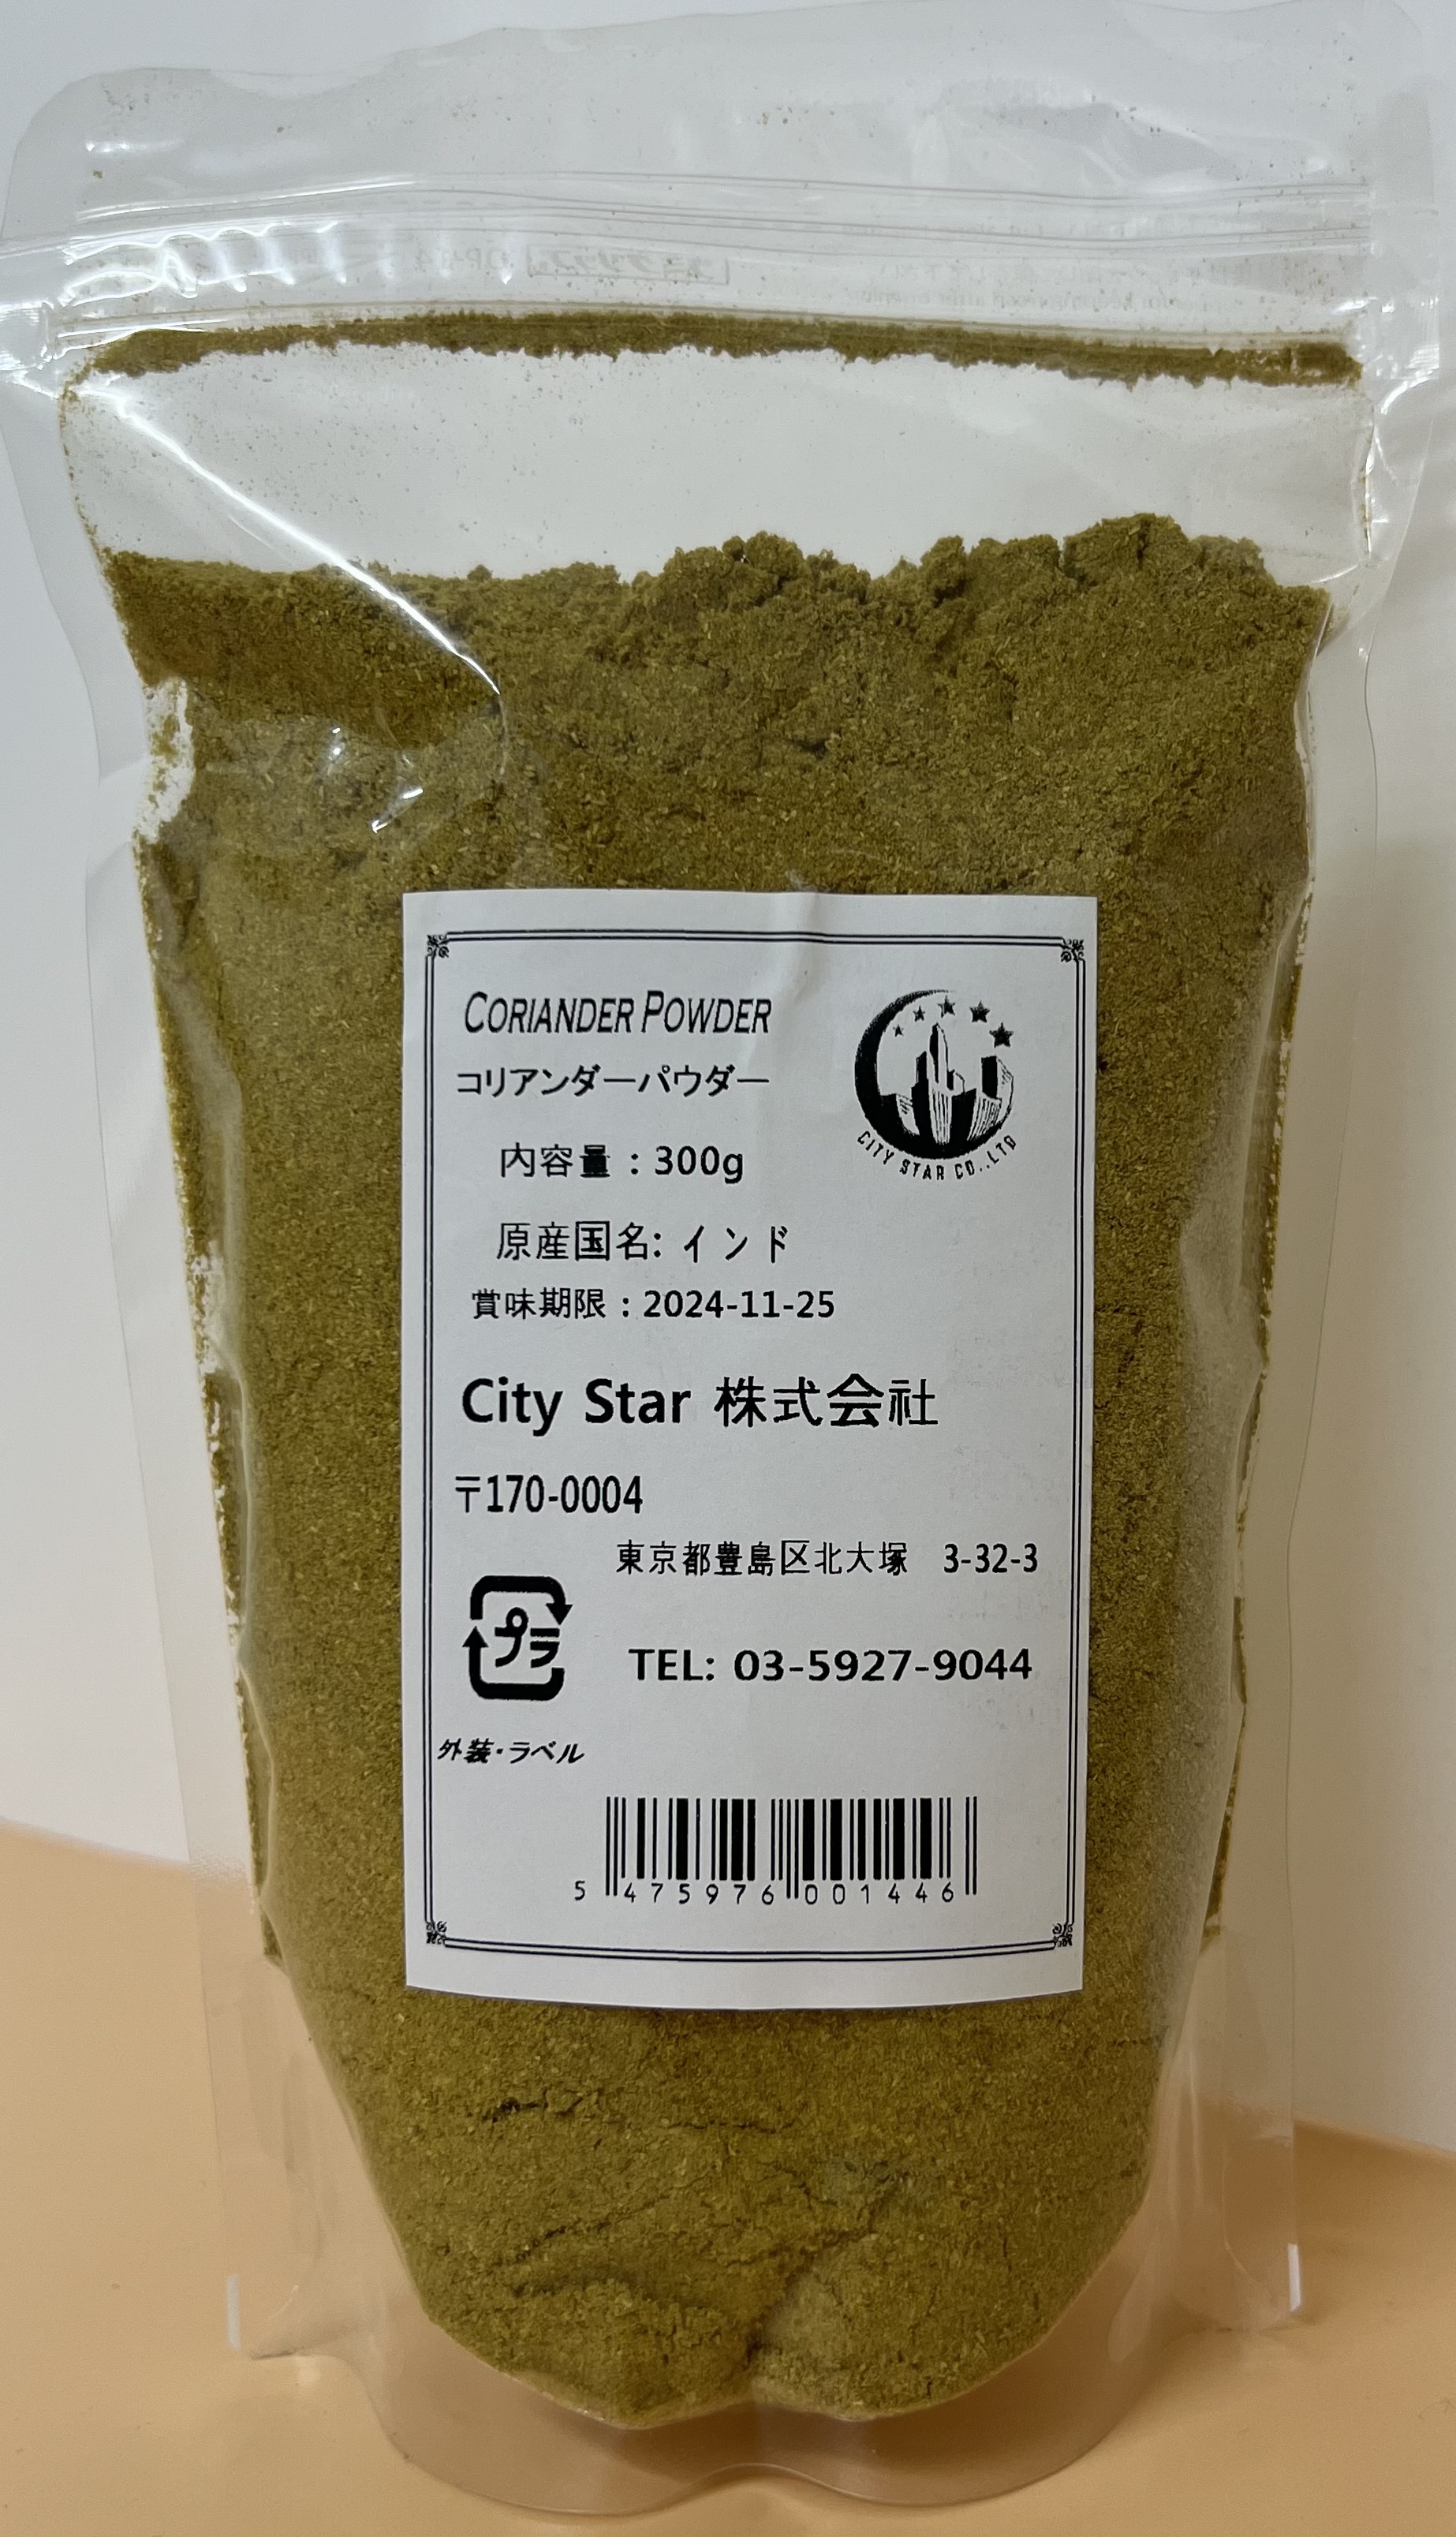 CORIANDER POWDER
コリアンダーパウダー
CITY STAR CO.,LTD
内容量：300g
原産国名: インド
賞味期限：2024-11-25
City Star 株式会社
〒170-0004
東京都豊島区北大塚　3-32-3
プラ
TEL: 03-5927-9044
外装・ラベル
5 475976 001446